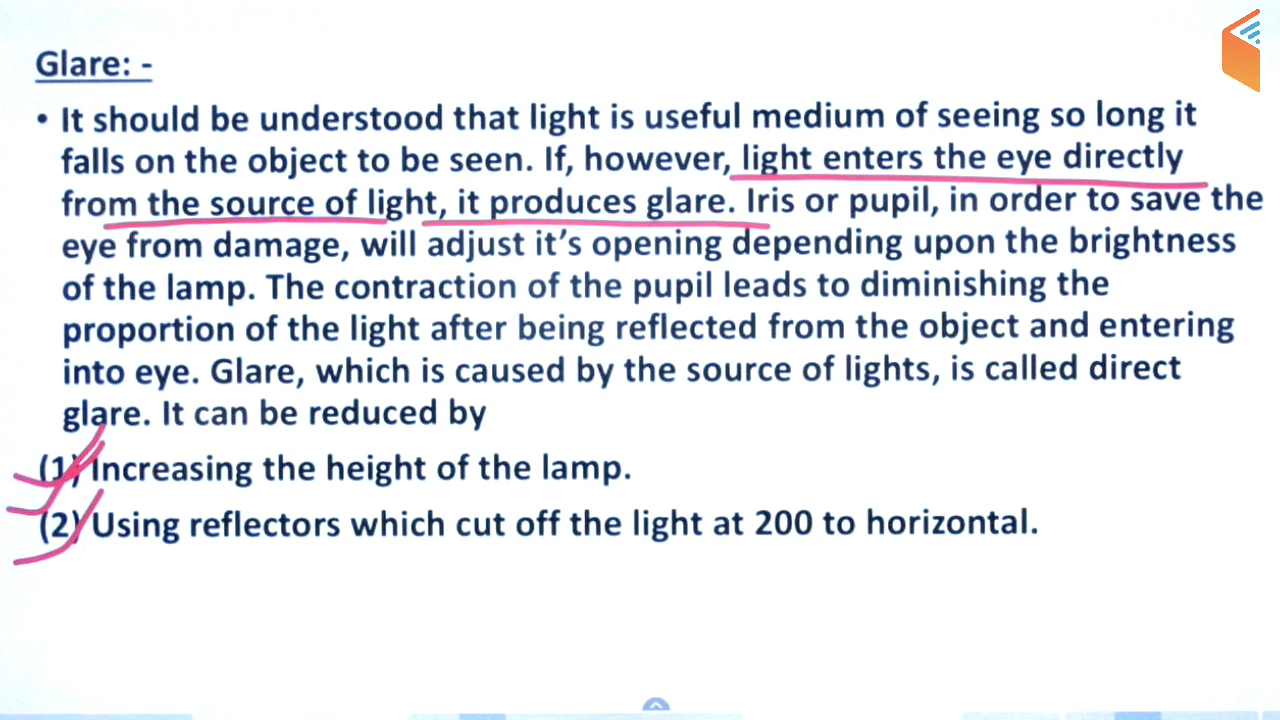 Glare: -
• It should be understood that light is useful medium of seeing so long it
falls on the object to be seen. If, however, light enters the eye directly
from the source of light, it produces glare. Iris or pupil, in order to save the
eye from damage, will adjust it's opening depending upon the brightness
of the lamp. The contraction of the pupil leads to diminishing the
proportion of the light after being reflected from the object and entering
into eye. Glare, which is caused by the source of lights, is called direct
glare. It can be reduced by
(1) Increasing the height of the lamp.
(2) Using reflectors which cut off the light at 200 to horizontal.